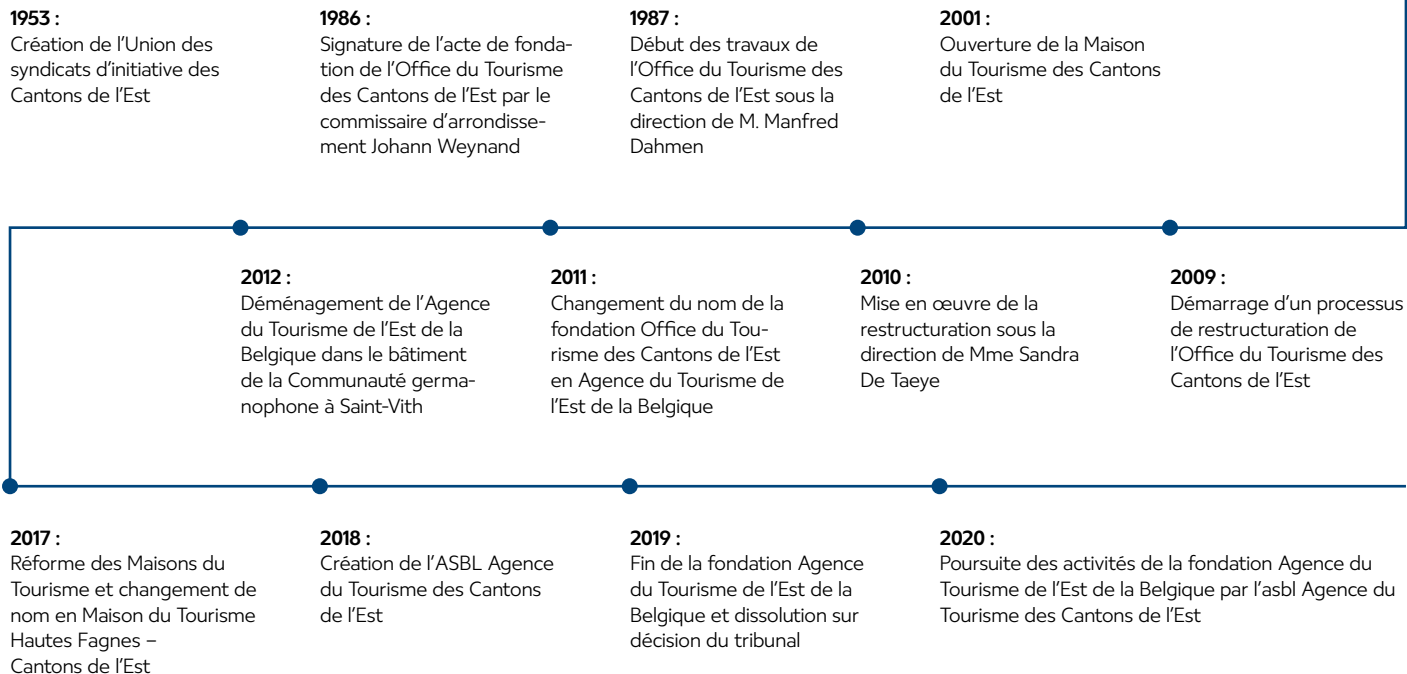 1953 :
Création de l'Union des
syndicats d'initiative des
Cantons de l'Est
1986 :
Signature de l'acte de fonda-
tion de l'Office du Tourisme
des Cantons de l'Est par le
commissaire d'arrondisse-
ment Johann Weynand
1987 :
Début des travaux de
l'Office du Tourisme des
Cantons de l'Est sous la
direction de M. Manfred
Dahmen
2001 :
Ouverture de la Maison
du Tourisme des Cantons
de l'Est
2012 :
Déménagement de l'Agence
du Tourisme de l'Est de la
Belgique dans le bâtiment
de la Communauté germa-
nophone à Saint-Vith
2011 :
Changement du nom de la
fondation Office du Tou-
risme des Cantons de l'Est
en Agence du Tourisme de
l'Est de la Belgique
2010 :
Mise en œuvre de la
restructuration sous la
direction de Mme Sandra
De Taeye
2009 :
Démarrage d'un processus
de restructuration de
l'Office du Tourisme des
Cantons de l'Est
2017 :
Réforme des Maisons du
Tourisme et changement de
nom en Maison du Tourisme
Hautes Fagnes –
Cantons de l'Est
2018 :
Création de l'ASBL Agence
du Tourisme des Cantons
de l'Est
2019 :
Fin de la fondation Agence
du Tourisme de l'Est de la
Belgique et dissolution sur
décision du tribunal
2020 :
Poursuite des activités de la fondation Agence du
Tourisme de l'Est de la Belgique par l'asbl Agence du
Tourisme des Cantons de l'Est